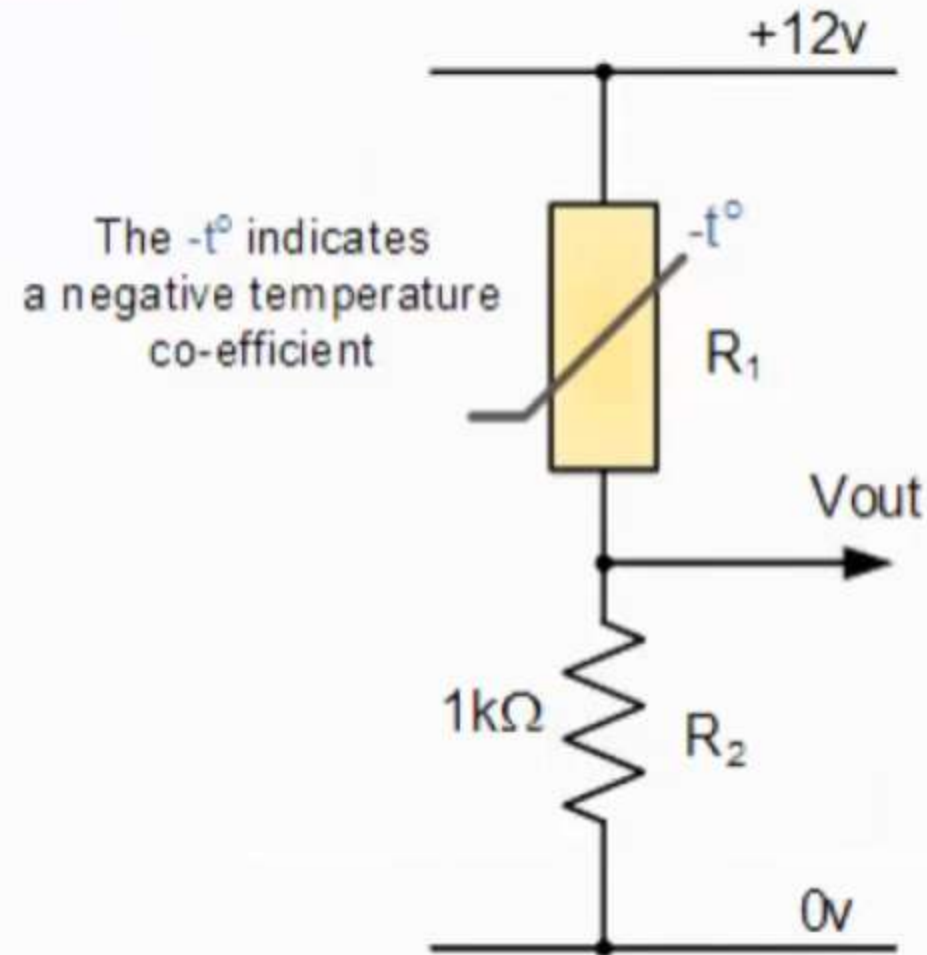 +12v
-t°
The -t° indicates
a negative temperature
co-efficient
R₁
Vout
1kΩ
R₂
0v